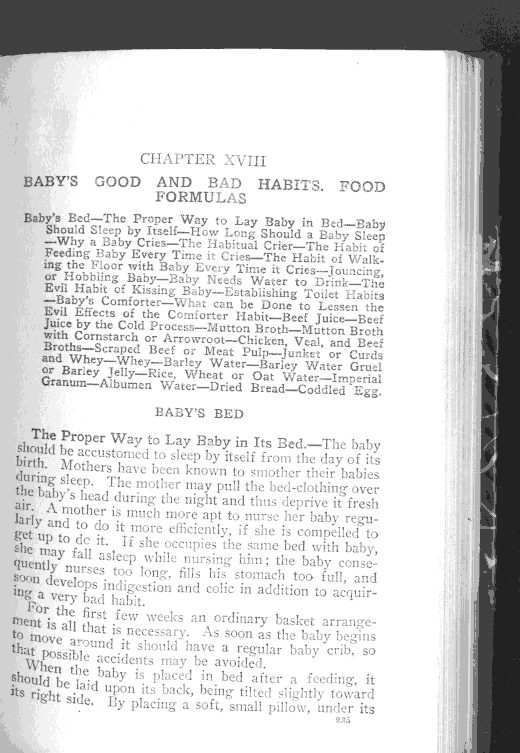 CHAPTER XVIII
BABY'S GOOD AND BAD HABITS. FOOD
FORMULAS
Baby's Bed—The Proper Way to Lay Baby in Bed—Baby
Should Sleep by Itself—How Long Should a Baby Sleep
—Why a Baby Cries—The Habitual Crier—The Habit of
Feeding Baby Every Time it Cries—The Habit of Walk-
ing the Floor with Baby Every Time it Cries—Jouncing,
or Hobbling Baby—Baby Needs Water to Drink—The
Evil Habit of Kissing Baby—Establishing Toilet Habits
—Baby's Comforter—What can be Done to Lessen the
Evil Effects of the Comforter Habit—Beef Juice—Beef
Juice by the Cold Process—Mutton Broth—Mutton Broth
with Cornstarch or Arrowroot—Chicken, Veal, and Beef
Broths—Scraped Beef or Meat Pulp—Junket or Curds
and Whey—Whey—Barley Water—Barley Water Gruel
or Barley Jelly—Rice, Wheat or Oat Water—Imperial
Granum—Albumen Water—Dried Bread—Coddled Egg.
BABY'S BED
The Proper Way to Lay Baby in Its Bed.—The baby
should be accustomed to sleep by itself from the day of its
birth. Mothers have been known to smother their babies
during sleep. The mother may pull the bed-clothing over
the baby's head during the night and thus deprive it fresh
air. A mother is much more apt to nurse her baby regu-
larly and to do it more efficiently, if she is compelled to
get up to do it. If she occupies the same bed with baby,
she may fall asleep while nursing him; the baby conse-
quently nurses too long, fills his stomach too full, and
soon develops indigestion and colic in addition to acquir-
ing a very bad habit.
For the first few weeks an ordinary basket arrange-
ment is all that is necessary. As soon as the baby begins
to move around it should have a regular baby crib, so
that possible accidents may be avoided.
When the baby is placed in bed after a feeding, it
should be laid upon its back, being tilted slightly toward
its right side. By placing a soft, small pillow, under its
235